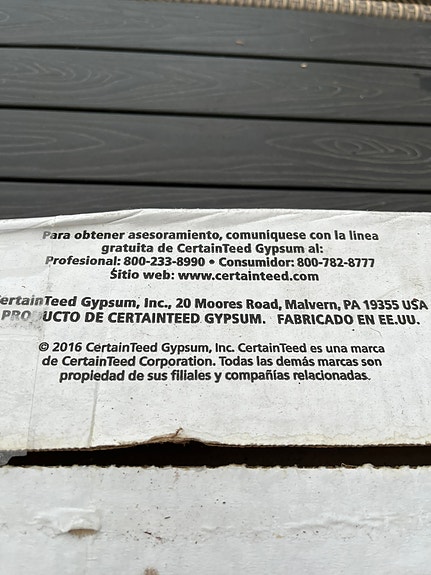 Para obtener asesoramiento, comuníquese con la línea
gratuita de CertainTeed Gypsum al:
Profesional: 800-233-8990 • Consumidor: 800-782-8777
Sitio web: www.certainteed.com
CertainTeed Gypsum, Inc., 20 Moores Road, Malvern, PA 19355 USA
PRODUCTO DE CERTAINTEED GYPSUM. FABRICADO EN EE.UU.
© 2016 CertainTeed Gypsum, Inc. CertainTeed es una marca
de CertainTeed Corporation. Todas las demás marcas son
propiedad de sus filiales y compañías relacionadas.